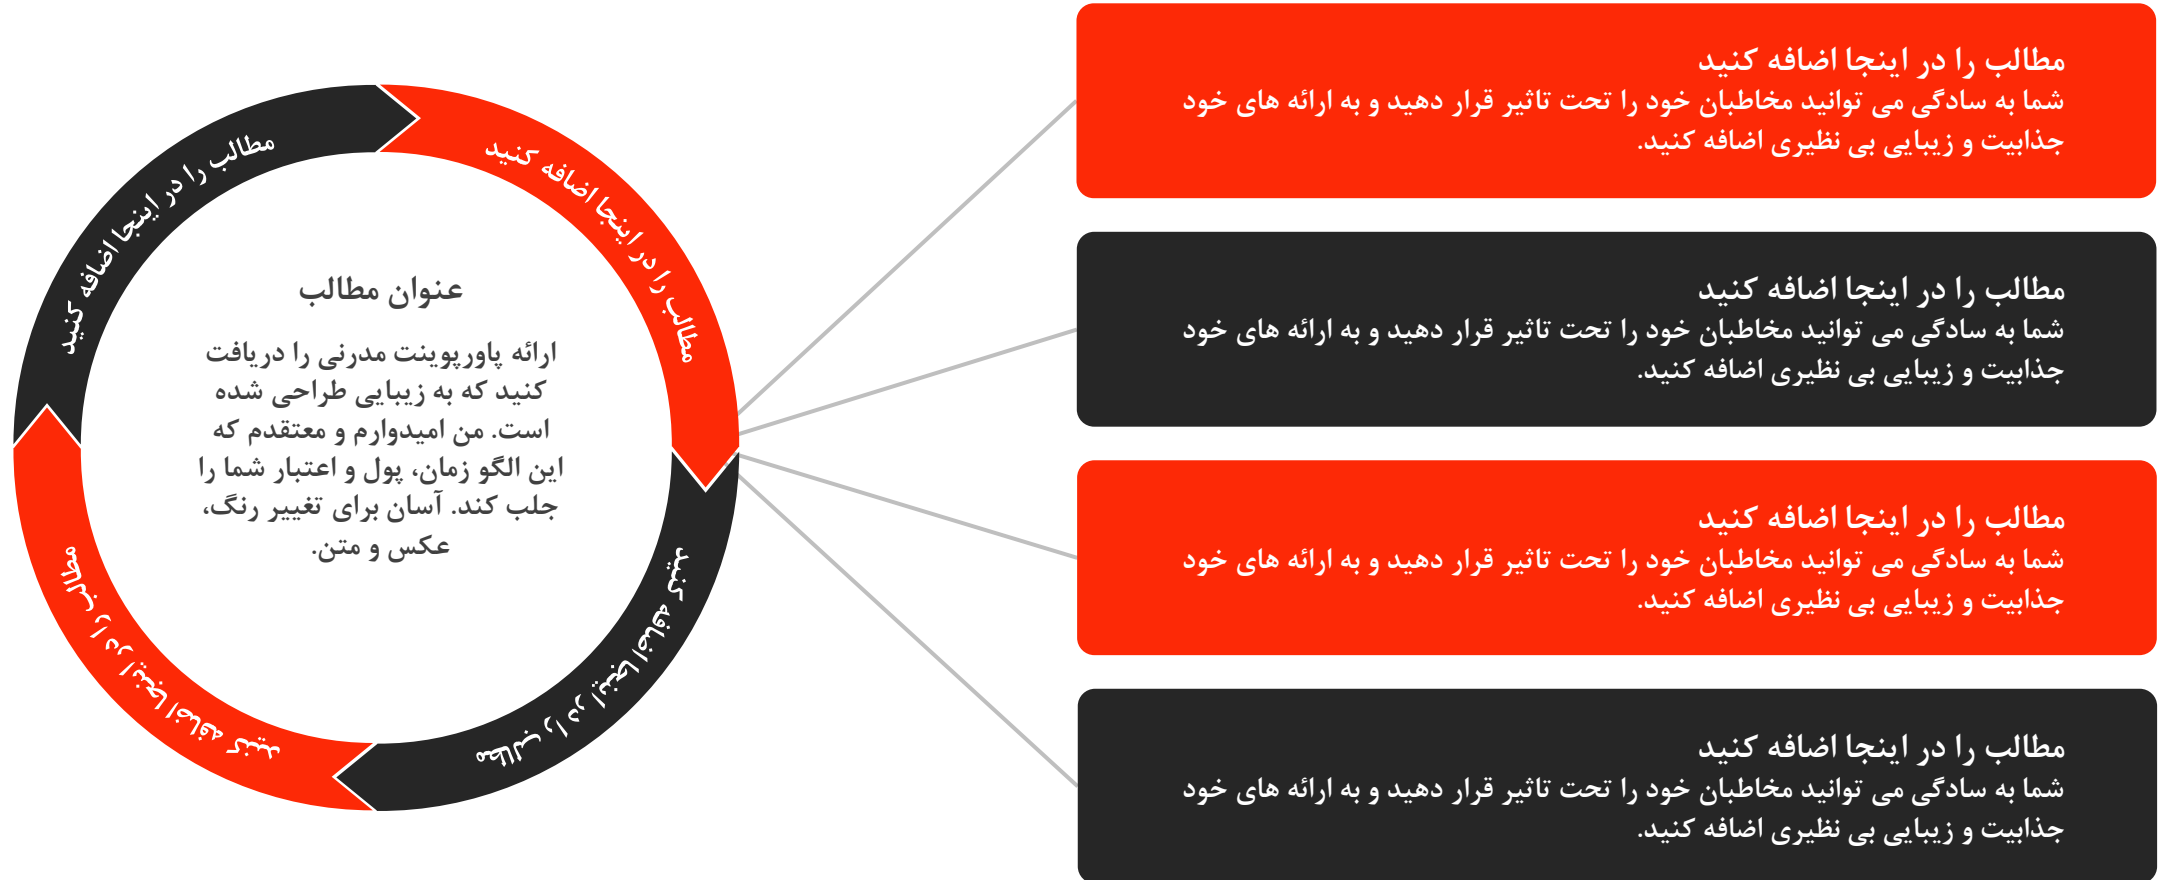 مطالب را در اینجا اضافه کنید
شما به سادگی می توانید مخاطبان خود را تحت تاثیر قرار دهید و به ارائه های خود
جذابیت و زیبایی بی نظیری اضافه کنید.
مطالب را در اینجا اضافه کنید
شما به سادگی می توانید مخاطبان خود را تحت تاثیر قرار دهید و به ارائه های خود
جذابیت و زیبایی بی نظیری اضافه کنید.
مطالب را در اینجا اضافه کنید
شما به سادگی می توانید مخاطبان خود را تحت تاثیر قرار دهید و به ارائه های خود
جذابیت و زیبایی بی نظیری اضافه کنید.
مطالب را در اینجا اضافه کنید
شما به سادگی می توانید مخاطبان خود را تحت تاثیر قرار دهید و به ارائه های خود
جذابیت و زیبایی بی نظیری اضافه کنید.
مطالب را در اینجا اضافه کنید
مطالب را در اینجا اضافه کنید
مطالب را در اینجا اضافه کنید
مطالب را در اینجا اضافه کنید
عنوان مطالب
ارائه پاورپوینت مدرنی را دریافت
کنید که به زیبایی طراحی شده
است. من امیدوارم و معتقدم که
این الگو زمان، پول و اعتبار شما را
جلب کند. آسان برای تغییر رنگ،
عکس و متن.